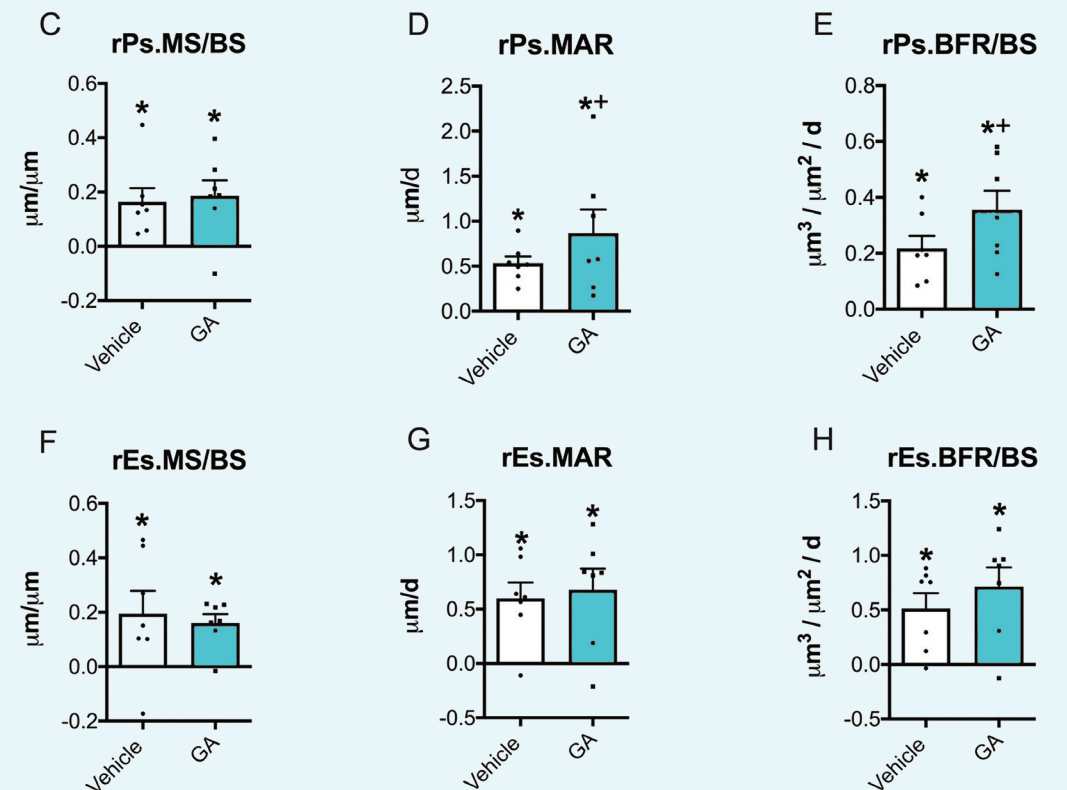 C
rPs.MS/BS
μm/μm
0.6
0.4
0.2
0.0
-0.2
*
*
Vehicle
GA
D
rPs.MAR
μm/d
2.5
2.0
1.5
1.0
0.5
0.0
*
*+
Vehicle
GA
E
rPs.BFR/BS
μm³ / μm² / d
0.8
0.6
0.4
0.2
0.0
*
*+
Vehicle
GA
F
rEs.MS/BS
μm/μm
0.6
0.4
0.2
0.0
-0.2
*
*
Vehicle
GA
G
rEs.MAR
μm/d
1.5
1.0
0.5
0.0
-0.5
*
*
Vehicle
GA
H
rEs.BFR/BS
μm³ / μm² / d
1.5
1.0
0.5
0.0
-0.5
*
*
Vehicle
GA